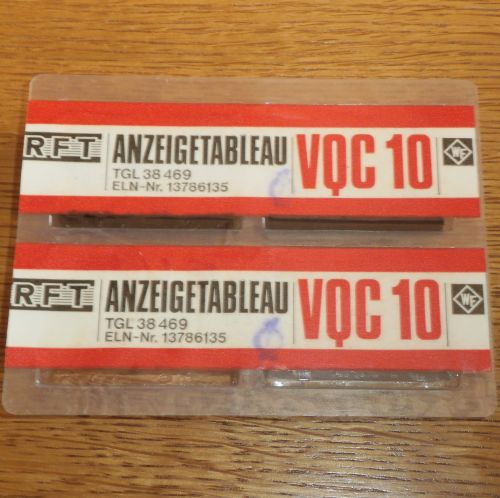 RFT
ANZEIGETABLEAU
TGL 38 469
ELN-Nr. 13786135
VQC 10
WF
RFT
ANZEIGETABLEAU
TGL 38 469
ELN-Nr. 13786135
VQC 10
WF